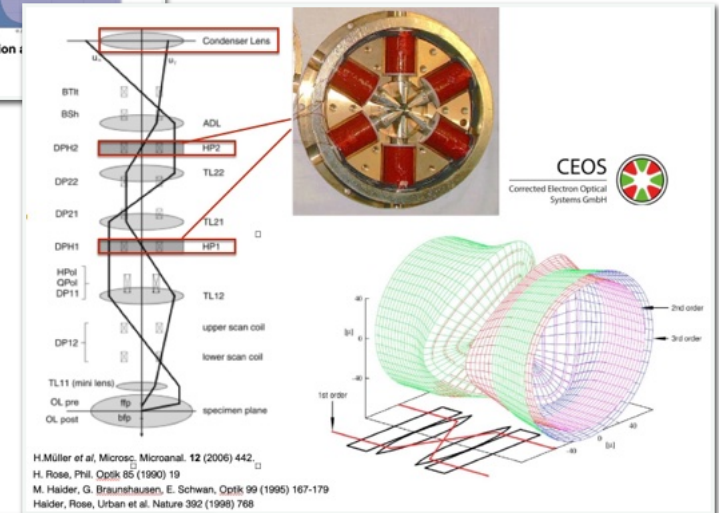 ion a
Condenser Lens
BTlt
BSh
ADL
DPH2
HP2
TL22
DP22
DP21
TL21
DPH1
HP1
HPol
QPol
DP11
TL12
DP12
upper scan coil
lower scan coil
TL11 (mini lens)
OL pre
ffp
specimen plane
OL post
bfp
CEOS
Corrected Electron Optical
Systems GmbH
2nd order
3rd order
1st order
40
[µ]
0
-40
-40
0
[µ]
40
H.Müller et al, Microsc. Microanal. 12 (2006) 442.
H. Rose, Phil. Optik 85 (1990) 19
M. Haider, G. Braunshausen, E. Schwan, Optik 99 (1995) 167-179
Haider, Rose, Urban et al. Nature 392 (1998) 768